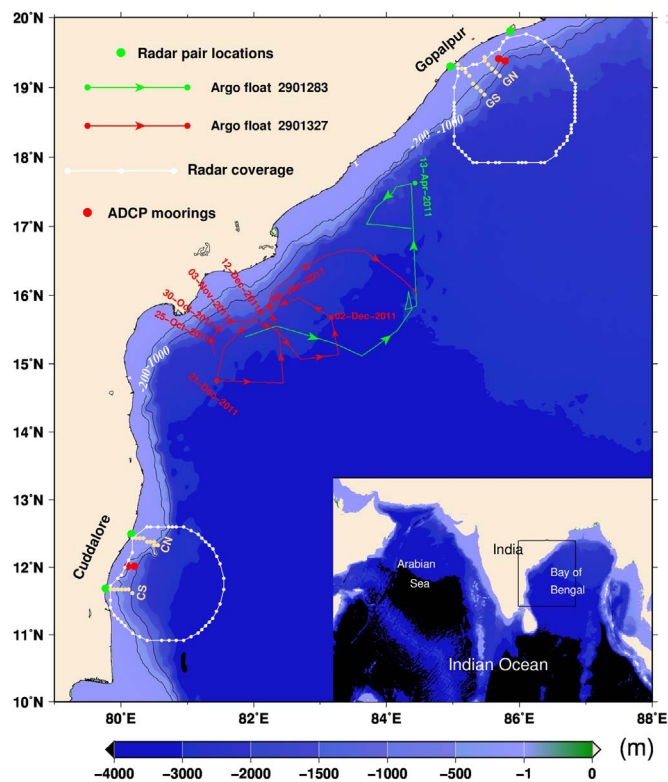 20°N
19°N
18°N
17°N
16°N
15°N
14°N
13°N
12°N
11°N
10°N
80°E
82°E
84°E
86°E
88°E
Radar pair locations
Argo float 2901283
Argo float 2901327
Radar coverage
ADCP moorings
Gopalpur
GN
GS
-200
-1000
13-Apr-2011
12-Dec-2011
03-Nov-2011
30-Oct-2011
25-Oct-2011
02-Dec-2011
21-Dec-2011
-200
-1000
Cuddalore
CN
CS
Arabian
Sea
India
Bay of
Bengal
Indian Ocean
-4000
-3000
-2000
-1500
-1000
-500
-1
0
(m)